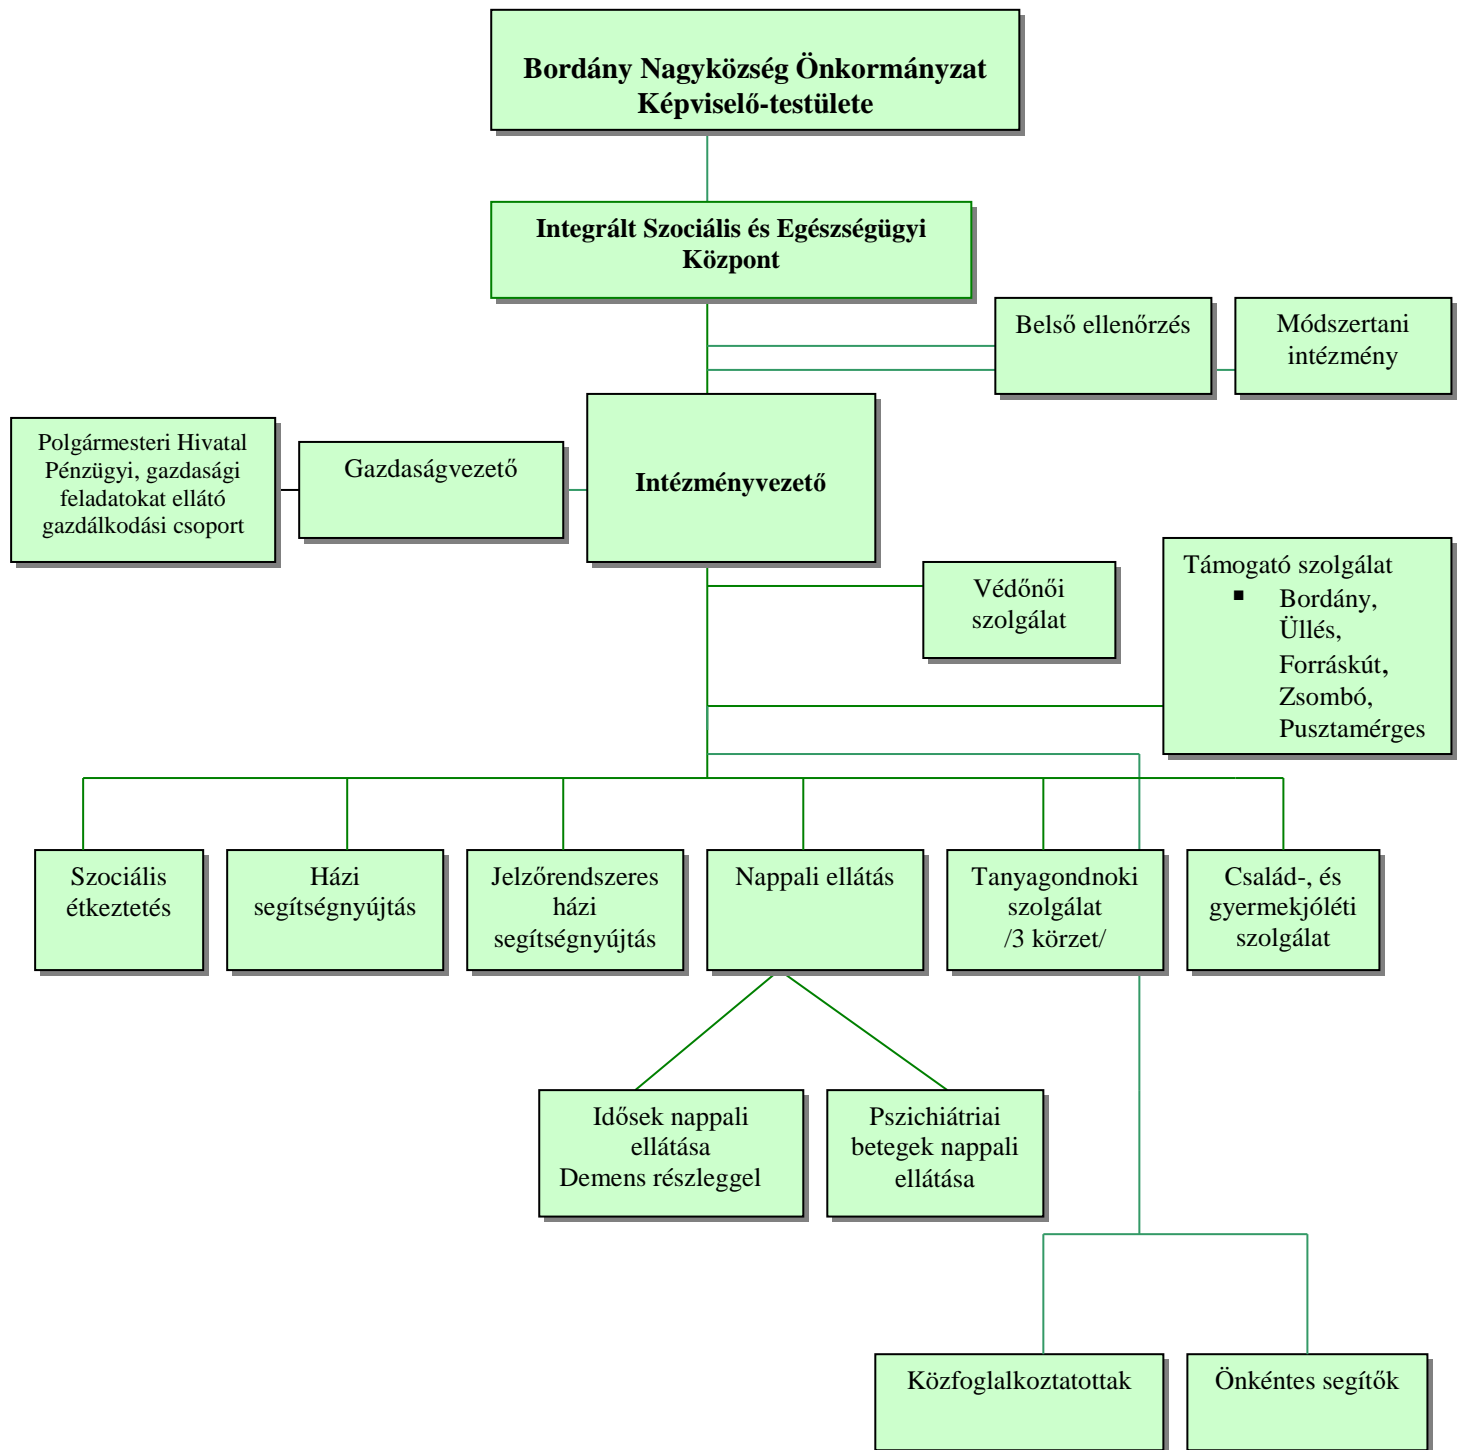 Bordány Nagyközség Önkormányzat
Képviselő-testülete
Integrált Szociális és Egészségügyi
Központ
Belső ellenőrzés
Módszertani
intézmény
Polgármesteri Hivatal
Pénzügyi, gazdasági
feladatokat ellátó
gazdálkodási csoport
Gazdaságvezető
Intézményvezető
Védőnői
szolgálat
Támogató szolgálat
▪ Bordány,
Üllés,
Forráskút,
Zsombó,
Pusztamérges
Szociális
étkeztetés
Házi
segítségnyújtás
Jelzőrendszeres
házi
segítségnyújtás
Nappali ellátás
Tanyagondnoki
szolgálat
/3 körzet/
Család-, és
gyermekjóléti
szolgálat
Idősek nappali
ellátása
Demens részleggel
Pszichiátriai
betegek nappali
ellátása
Közfoglalkoztatottak
Önkéntes segítők